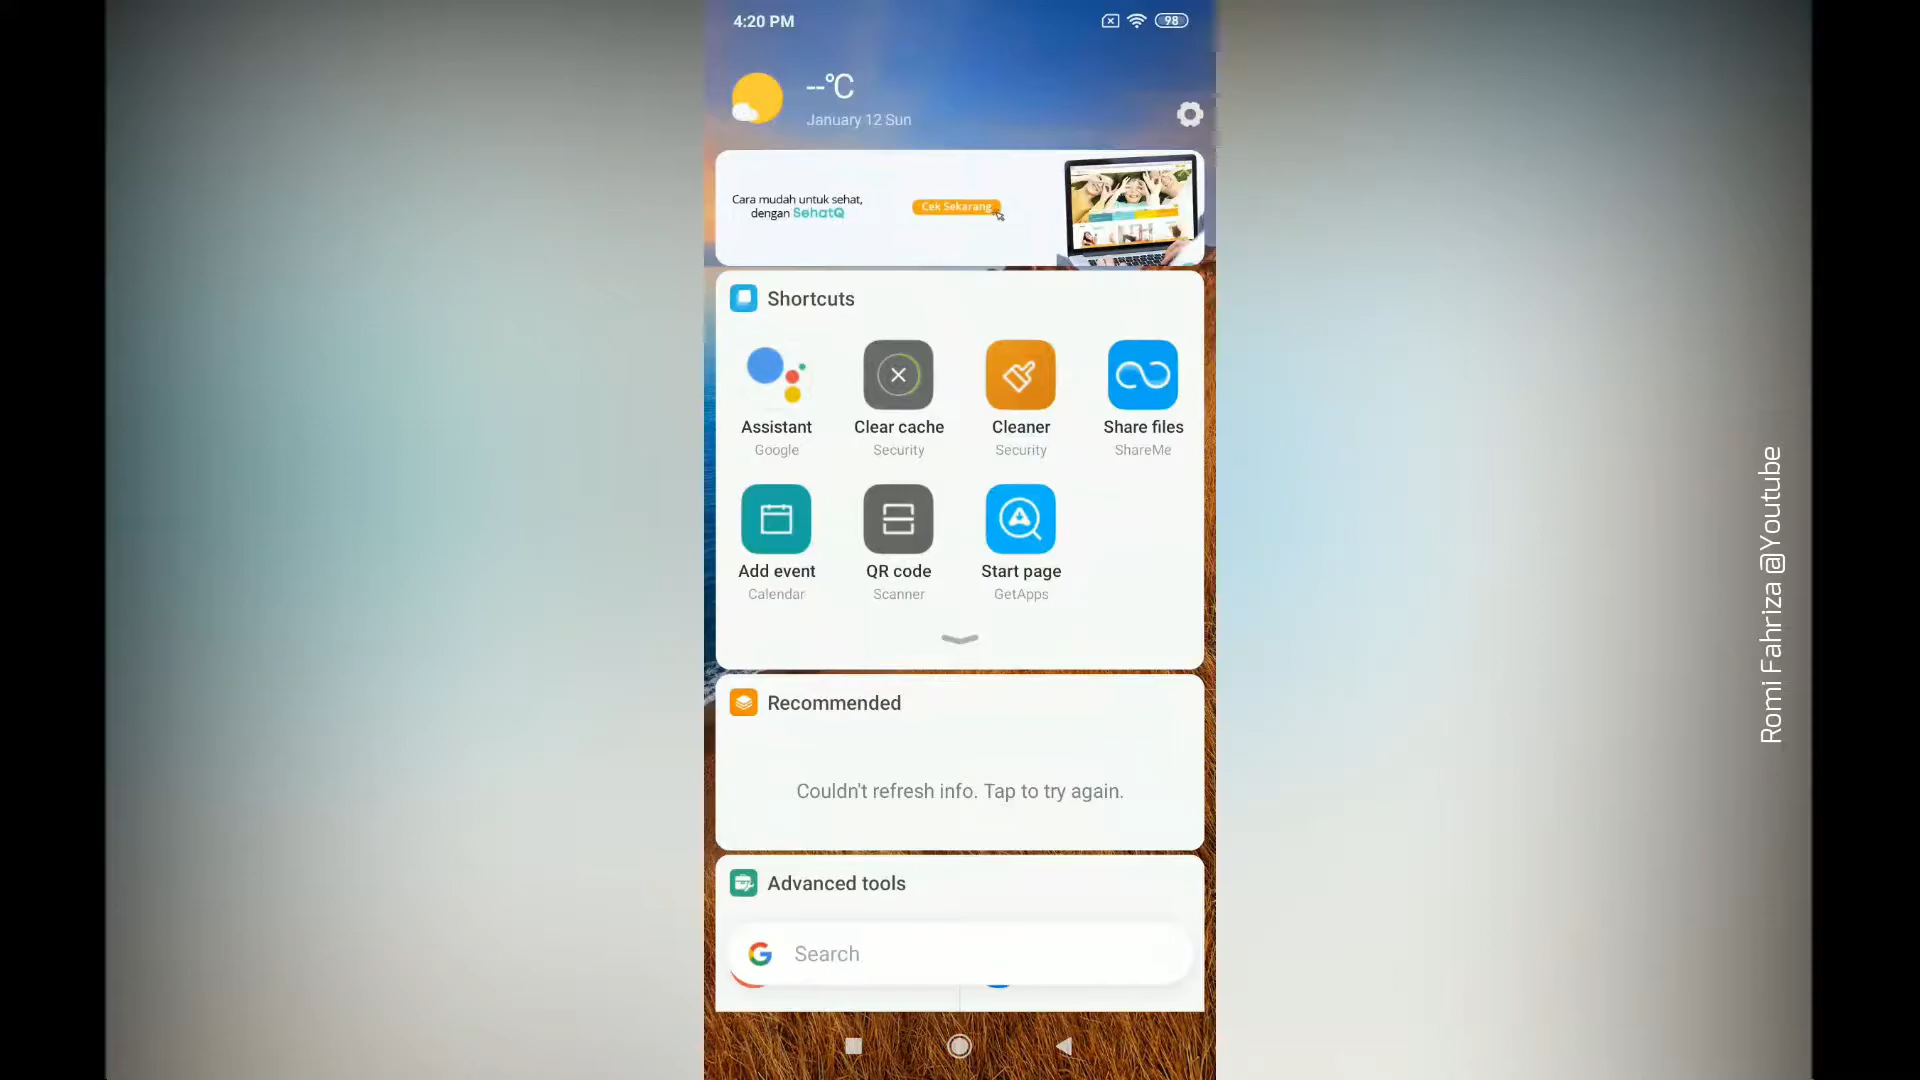 4:20 PM
98
--°C
January 12 Sun
Cara mudah untuk sehat,
dengan SehatQ
Cek Sekarang
Shortcuts
Assistant
Google
Clear cache
Security
Cleaner
Security
Share files
ShareMe
Add event
Calendar
QR code
Scanner
Start page
GetApps
Recommended
Couldn't refresh info. Tap to try again.
Advanced tools
Search
Romi Fahriza @Youtube